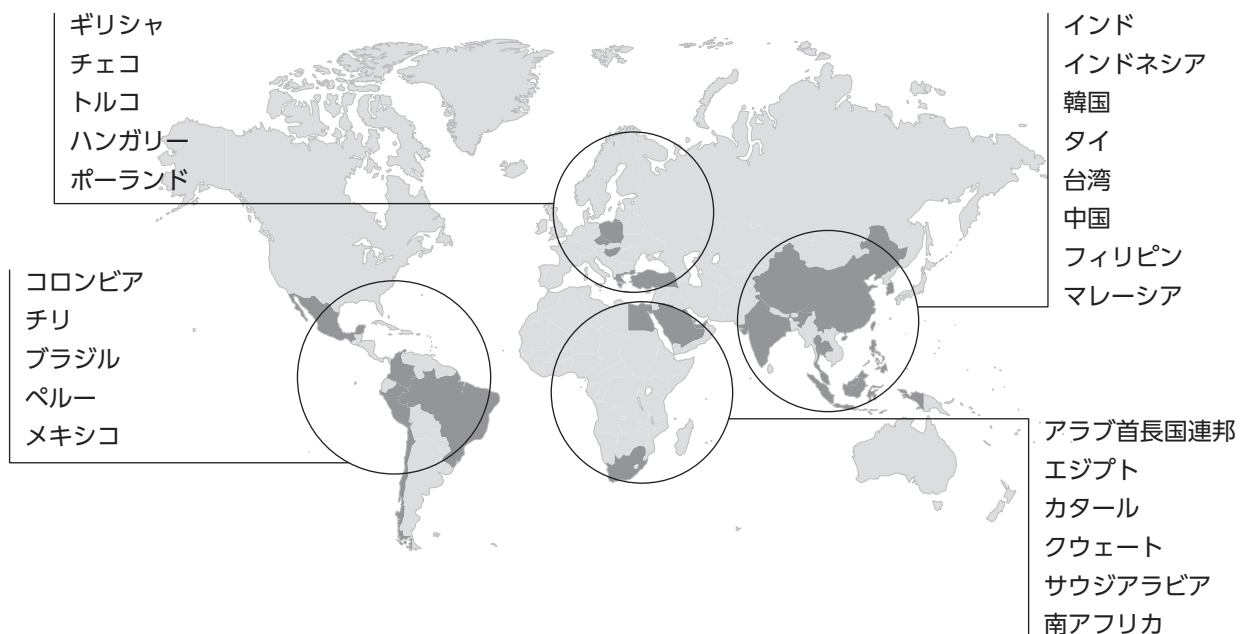 ギリシャ
チェコ
トルコ
ハンガリー
ポーランド
インド
インドネシア
韓国
タイ
台湾
中国
フィリピン
マレーシア
コロンビア
チリ
ブラジル
ペルー
メキシコ
アラブ首長国連邦
エジプト
カタール
クウェート
サウジアラビア
南アフリカ